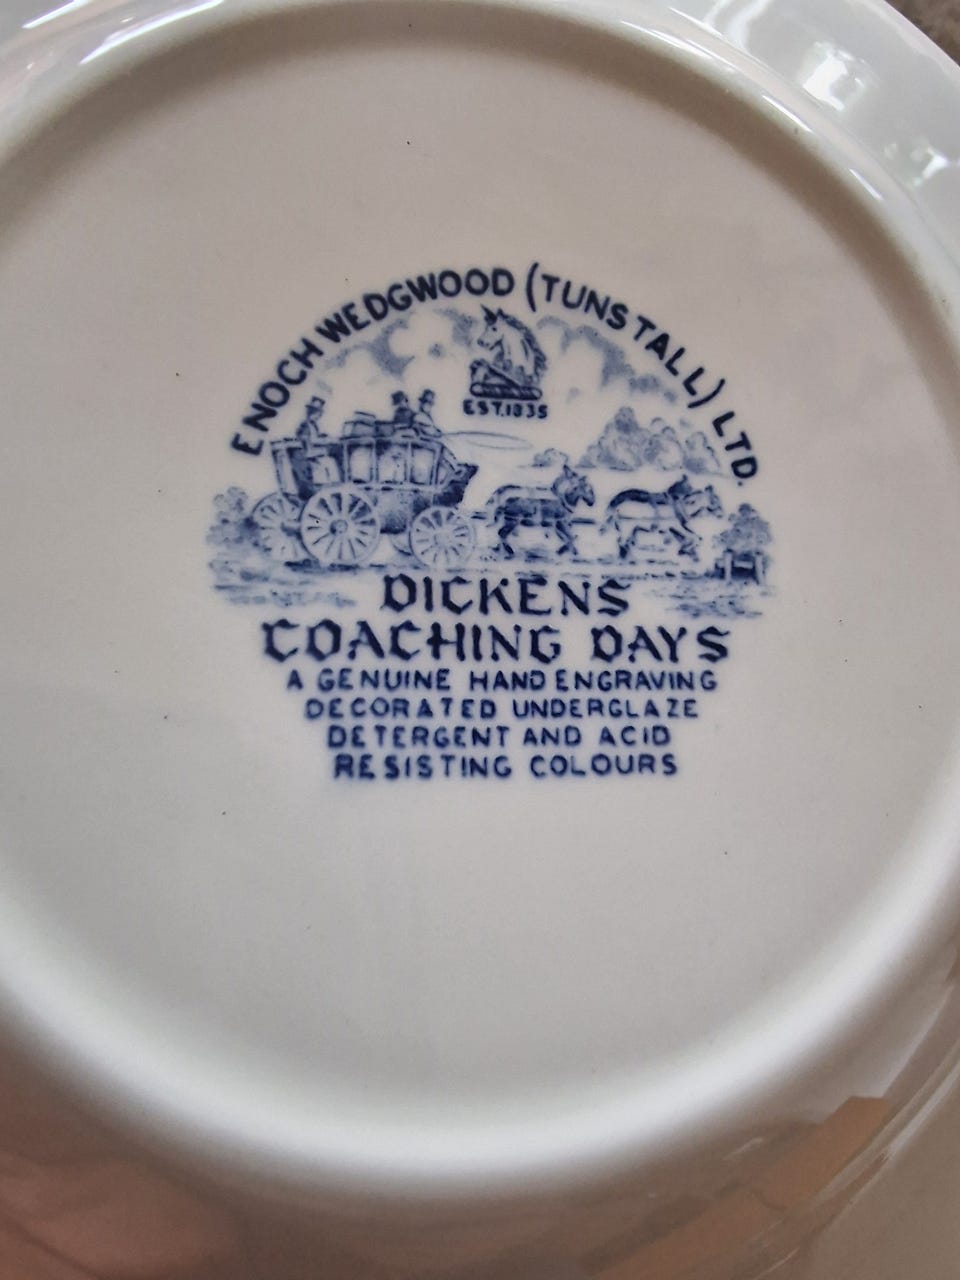 ENOCH WEDGWOOD (TUNSTALL) LTD.
EST.1835
DICKENS
COACHING DAYS
A GENUINE HAND ENGRAVING
DECORATED UNDERGLAZE
DETERGENT AND ACID
RESISTING COLOURS